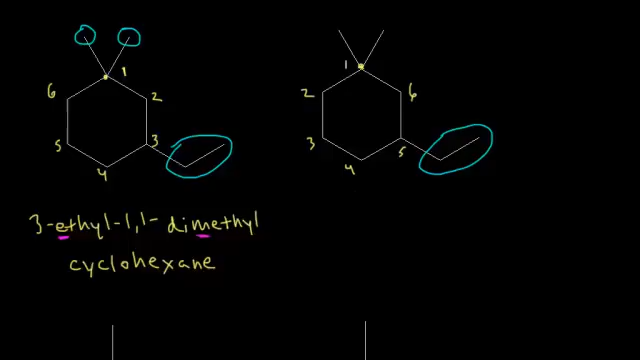 1 1
6 2 2 6
5 3 3 5
4 4
3-ethyl-1,1-dimethyl
cyclohexane